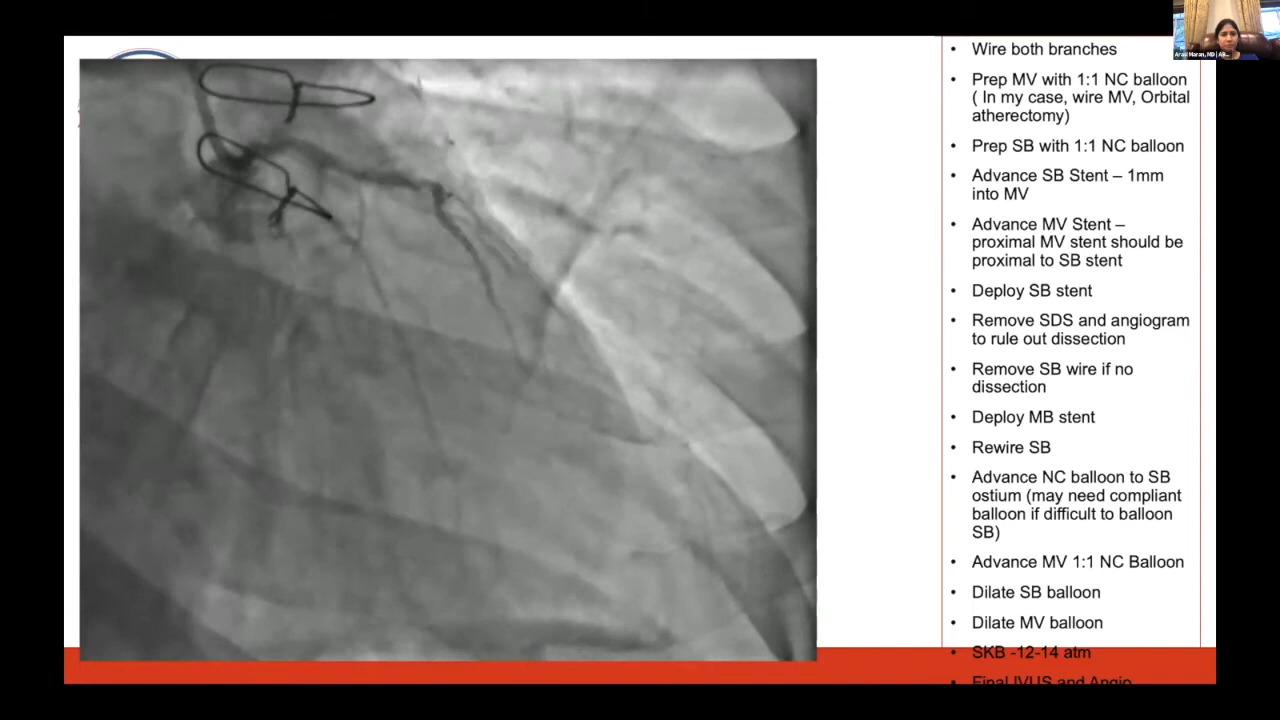 Wire both branches
Prep MV with 1:1 NC balloon
( In my case, wire MV, Orbital
atherectomy)
Prep SB with 1:1 NC balloon
Advance SB Stent – 1mm
into MV
Advance MV Stent –
proximal MV stent should be
proximal to SB stent
Deploy SB stent
Remove SDS and angiogram
to rule out dissection
Remove SB wire if no
dissection
Deploy MB stent
Rewire SB
Advance NC balloon to SB
ostium (may need compliant
balloon if difficult to balloon
SB)
Advance MV 1:1 NC Balloon
Dilate SB balloon
Dilate MV balloon
SKB -12-14 atm
Final IVUS and Angio